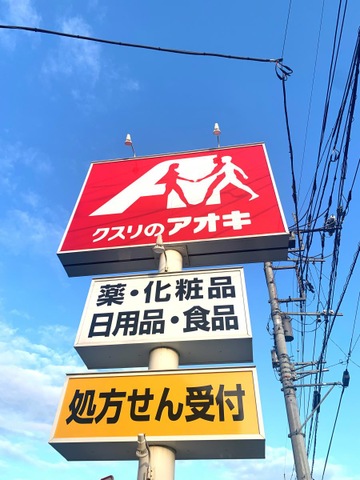 クスリのアオキ
薬・化粧品
日用品・食品
処方せん受付